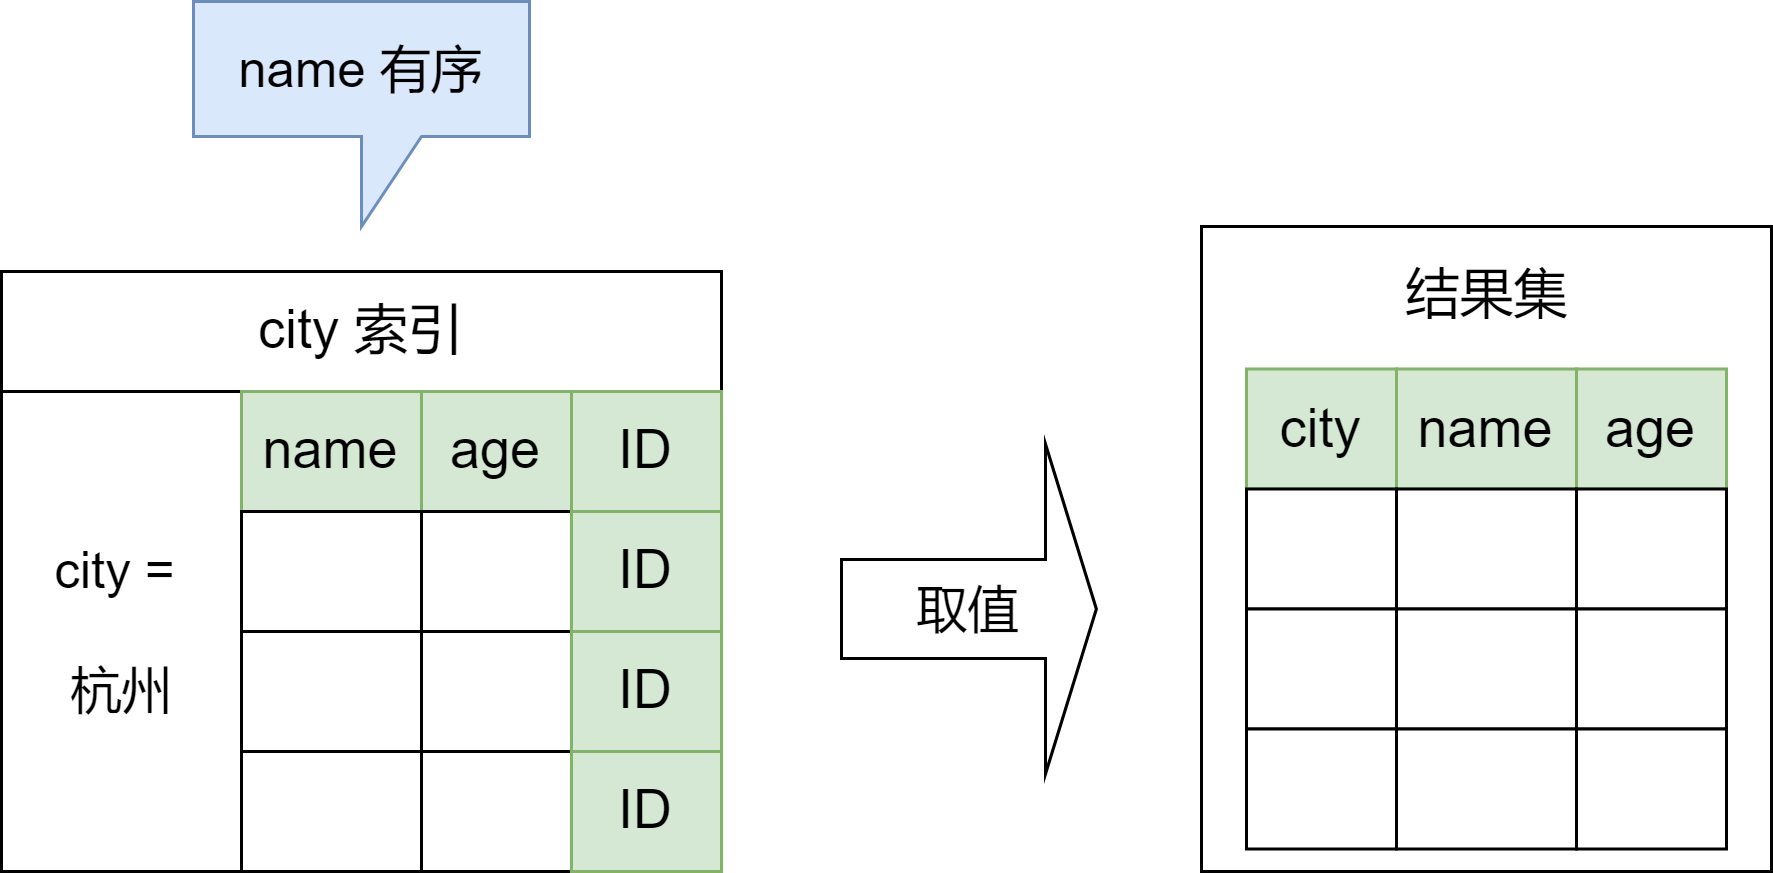 name 有序
city 索引
name age ID
city =
杭州
ID
ID
ID
取值
结果集
city name age